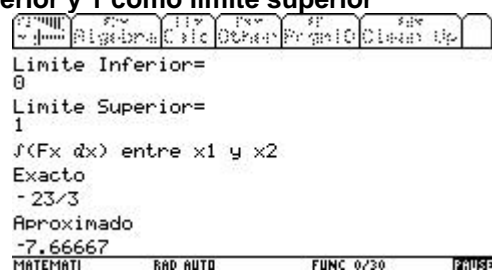 erior y 1 como limite superior
Algebra Calc Other PrgmIO Clean Up
Limite Inferior=
0
Limite Superior=
1
∫(Fx dx) entre x1 y x2
Exacto
-23/3
Aproximado
-7.66667
MATEMATI RAD AUTO FUNC 0/30 PAUSE